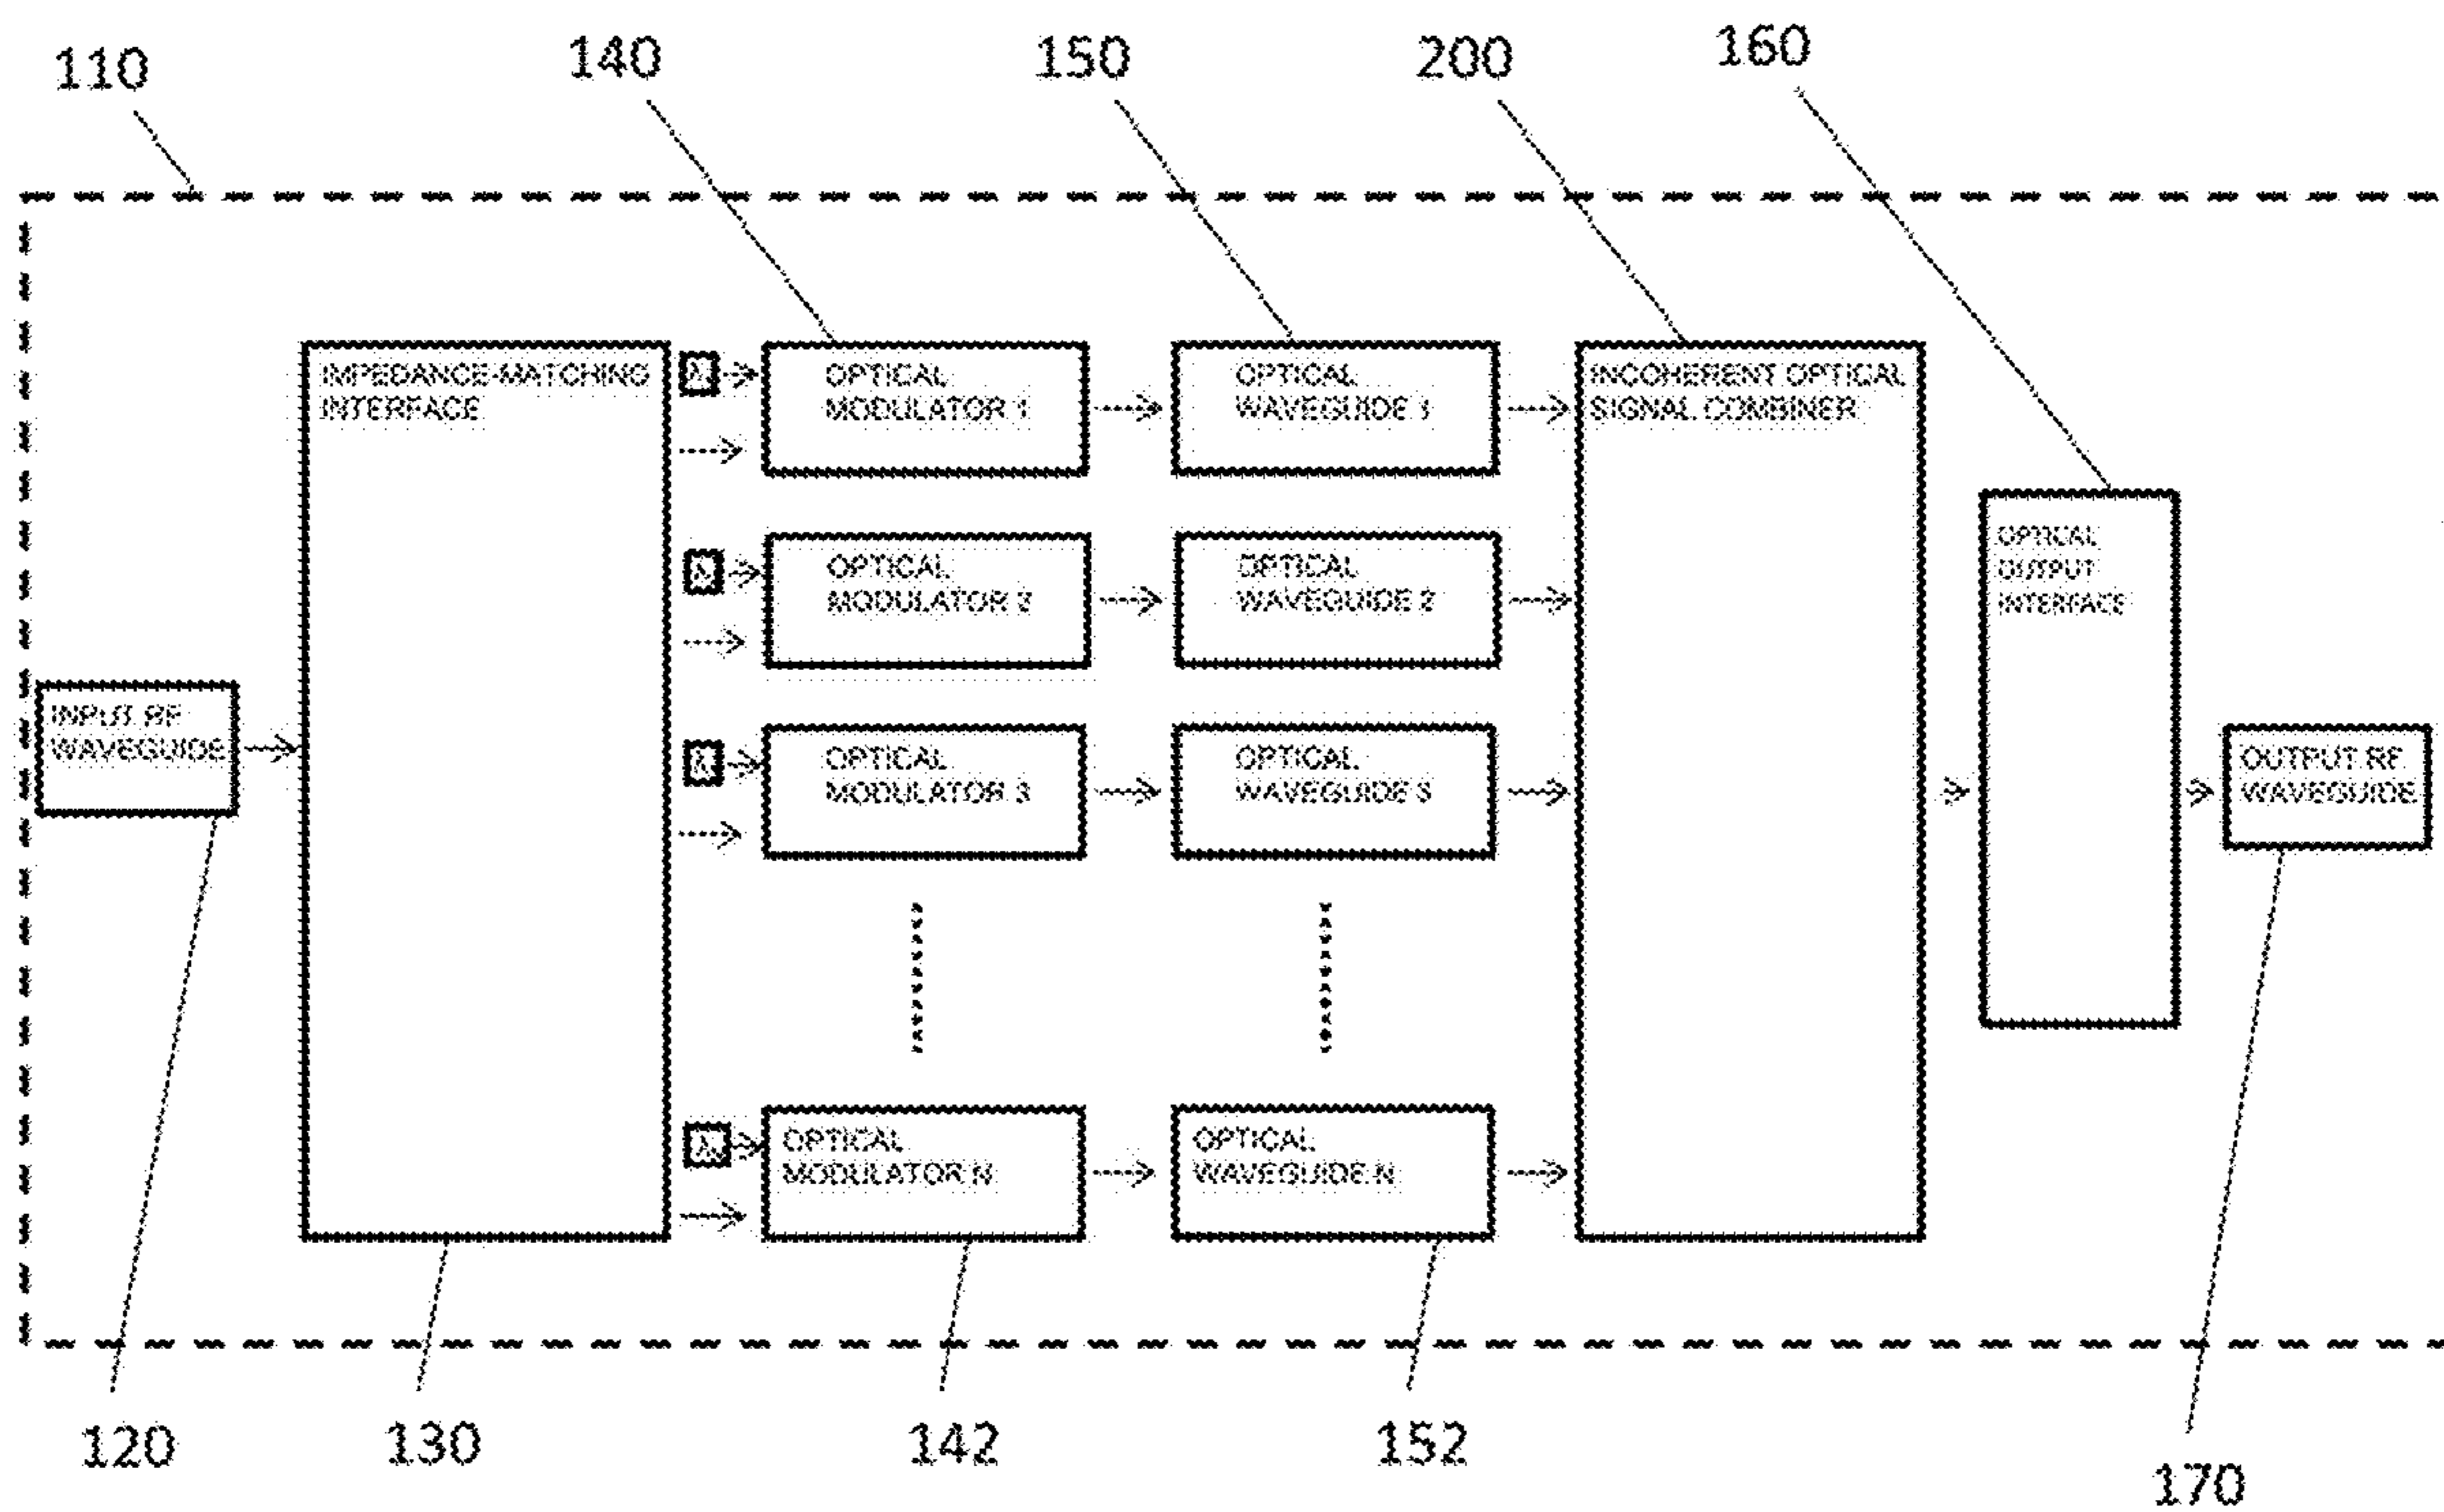 110
140
150
200
160
IMPEDANCE-MATCHING
INTERFACE
OPTICAL
MODULATOR 1
OPTICAL
WAVEGUIDE 1
INCOHERENT OPTICAL
SIGNAL COMBINER
OPTICAL
MODULATOR 2
OPTICAL
WAVEGUIDE 2
OPTICAL
OUTPUT
INTERFACE
INPUT RF
WAVEGUIDE
OPTICAL
MODULATOR 3
OPTICAL
WAVEGUIDE 3
OUTPUT RF
WAVEGUIDE
OPTICAL
MODULATOR N
OPTICAL
WAVEGUIDE N
120
130
142
152
170